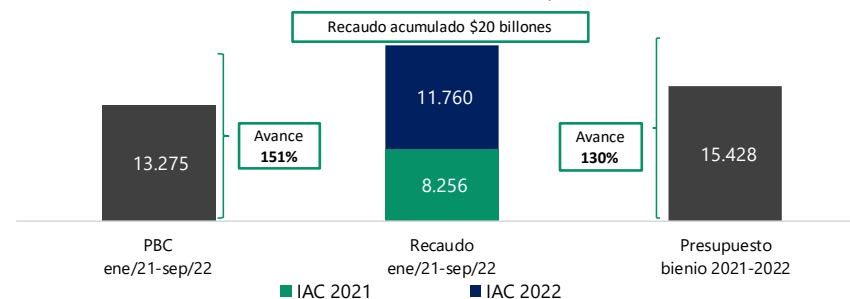 Recaudo acumulado $20 billones
11.760
Avance
151%
Avance
130%
13.275
15.428
8.256
PBC
ene/21-sep/22
Recaudo
ene/21-sep/22
Presupuesto
bienio 2021-2022
IAC 2021
IAC 2022